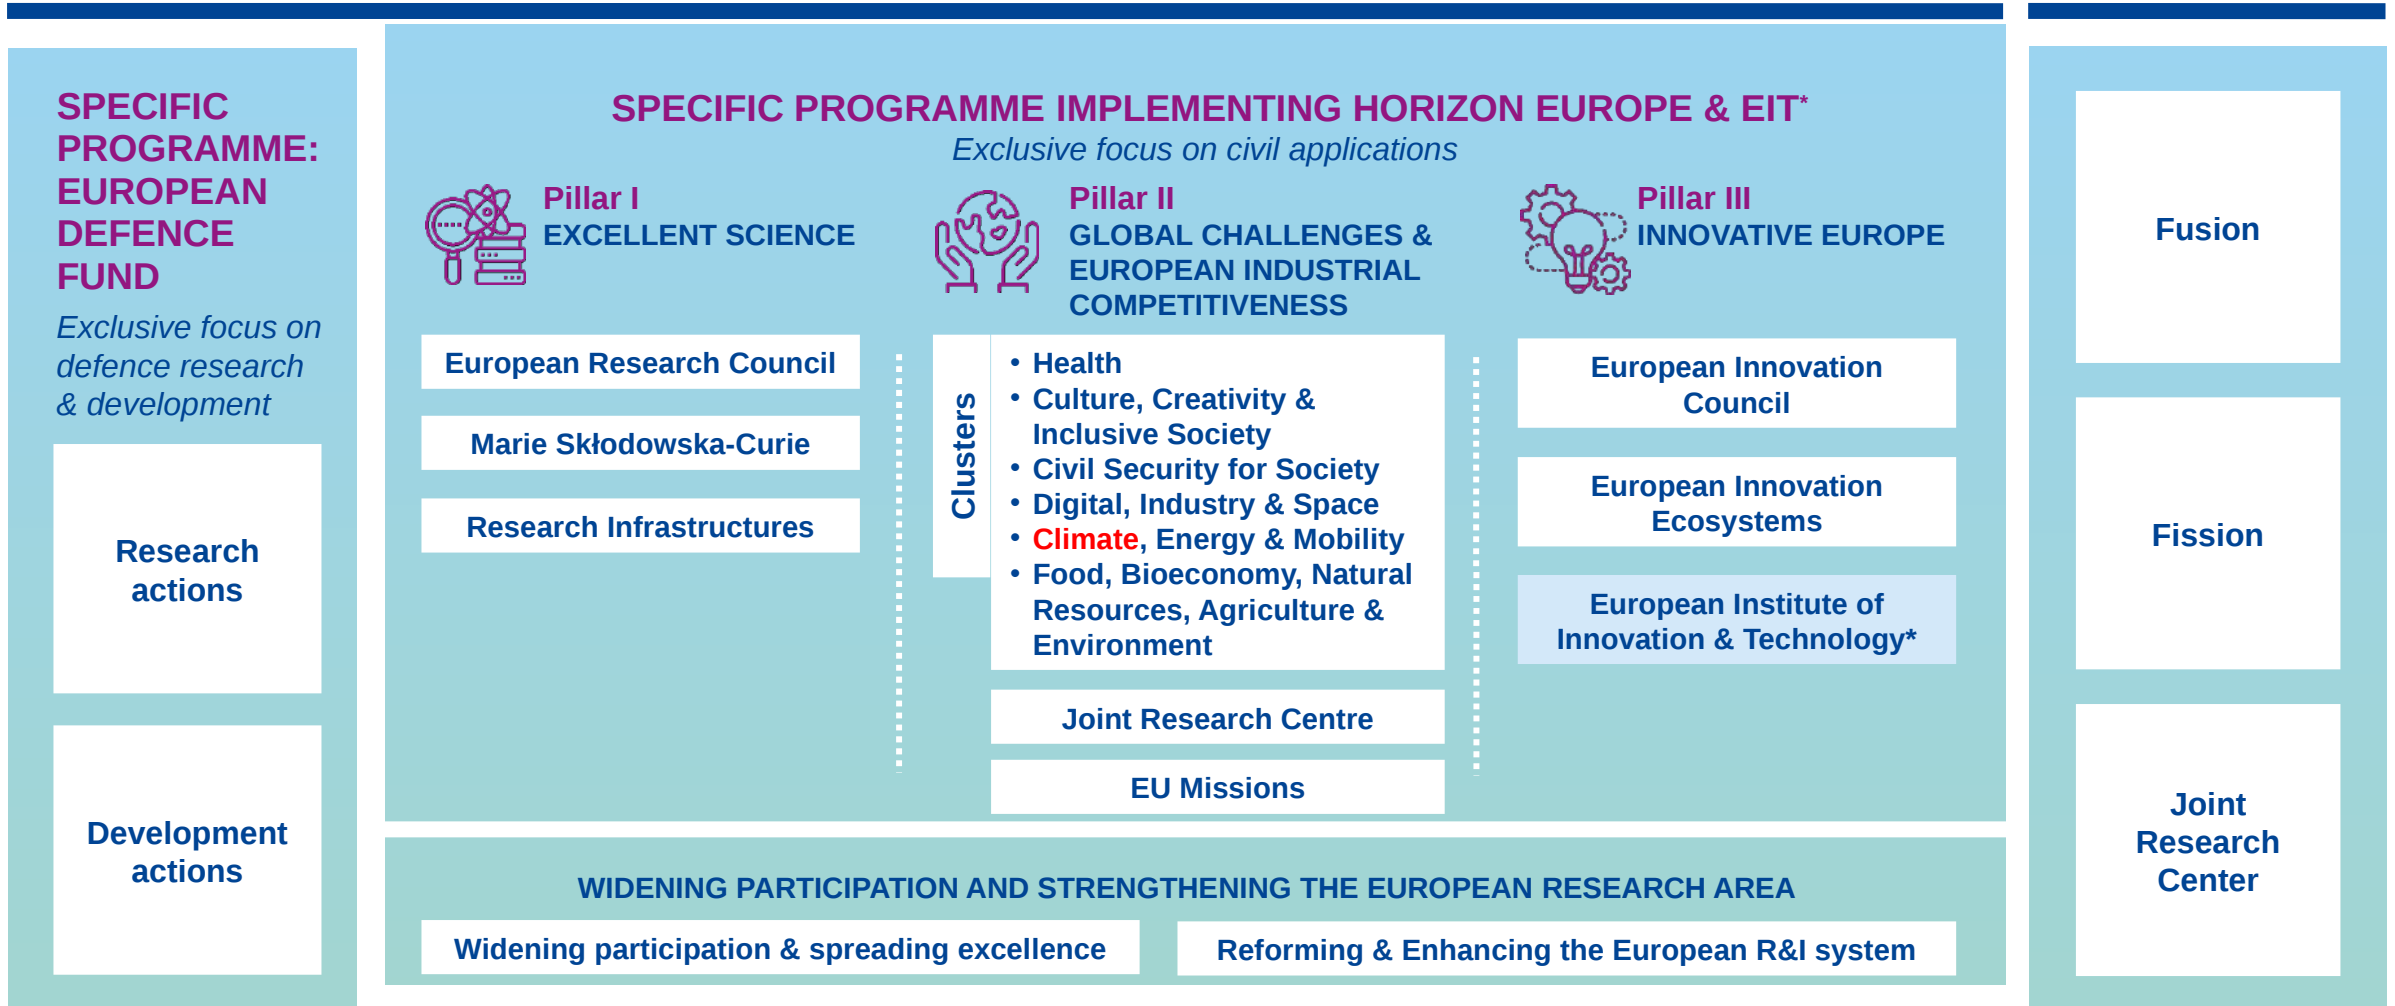 SPECIFIC
PROGRAMME:
EUROPEAN
DEFENCE
FUND
Exclusive focus on
defence research
& development
Research
actions
Development
actions
SPECIFIC PROGRAMME IMPLEMENTING HORIZON EUROPE & EIT*
Exclusive focus on civil applications
Pillar I
EXCELLENT SCIENCE
European Research Council
Marie Skłodowska-Curie
Research Infrastructures
Pillar II
GLOBAL CHALLENGES &
EUROPEAN INDUSTRIAL
COMPETITIVENESS
Clusters
• Health
• Culture, Creativity &
Inclusive Society
• Civil Security for Society
• Digital, Industry & Space
• Climate, Energy & Mobility
• Food, Bioeconomy, Natural
Resources, Agriculture &
Environment
Joint Research Centre
EU Missions
Pillar III
INNOVATIVE EUROPE
European Innovation
Council
European Innovation
Ecosystems
European Institute of
Innovation & Technology*
WIDENING PARTICIPATION AND STRENGTHENING THE EUROPEAN RESEARCH AREA
Widening participation & spreading excellence
Reforming & Enhancing the European R&I system
Fusion
Fission
Joint
Research
Center